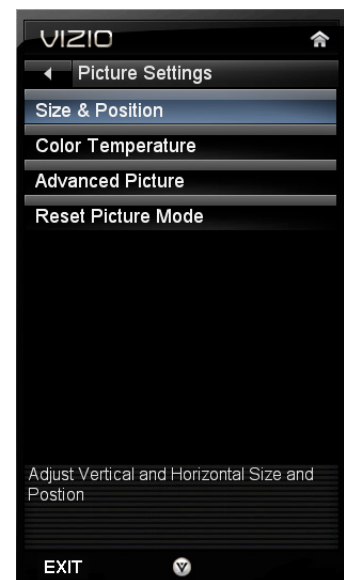 VIZIO
Picture Settings
Size & Position
Color Temperature
Advanced Picture
Reset Picture Mode
Adjust Vertical and Horizontal Size and
Postion
EXIT
V